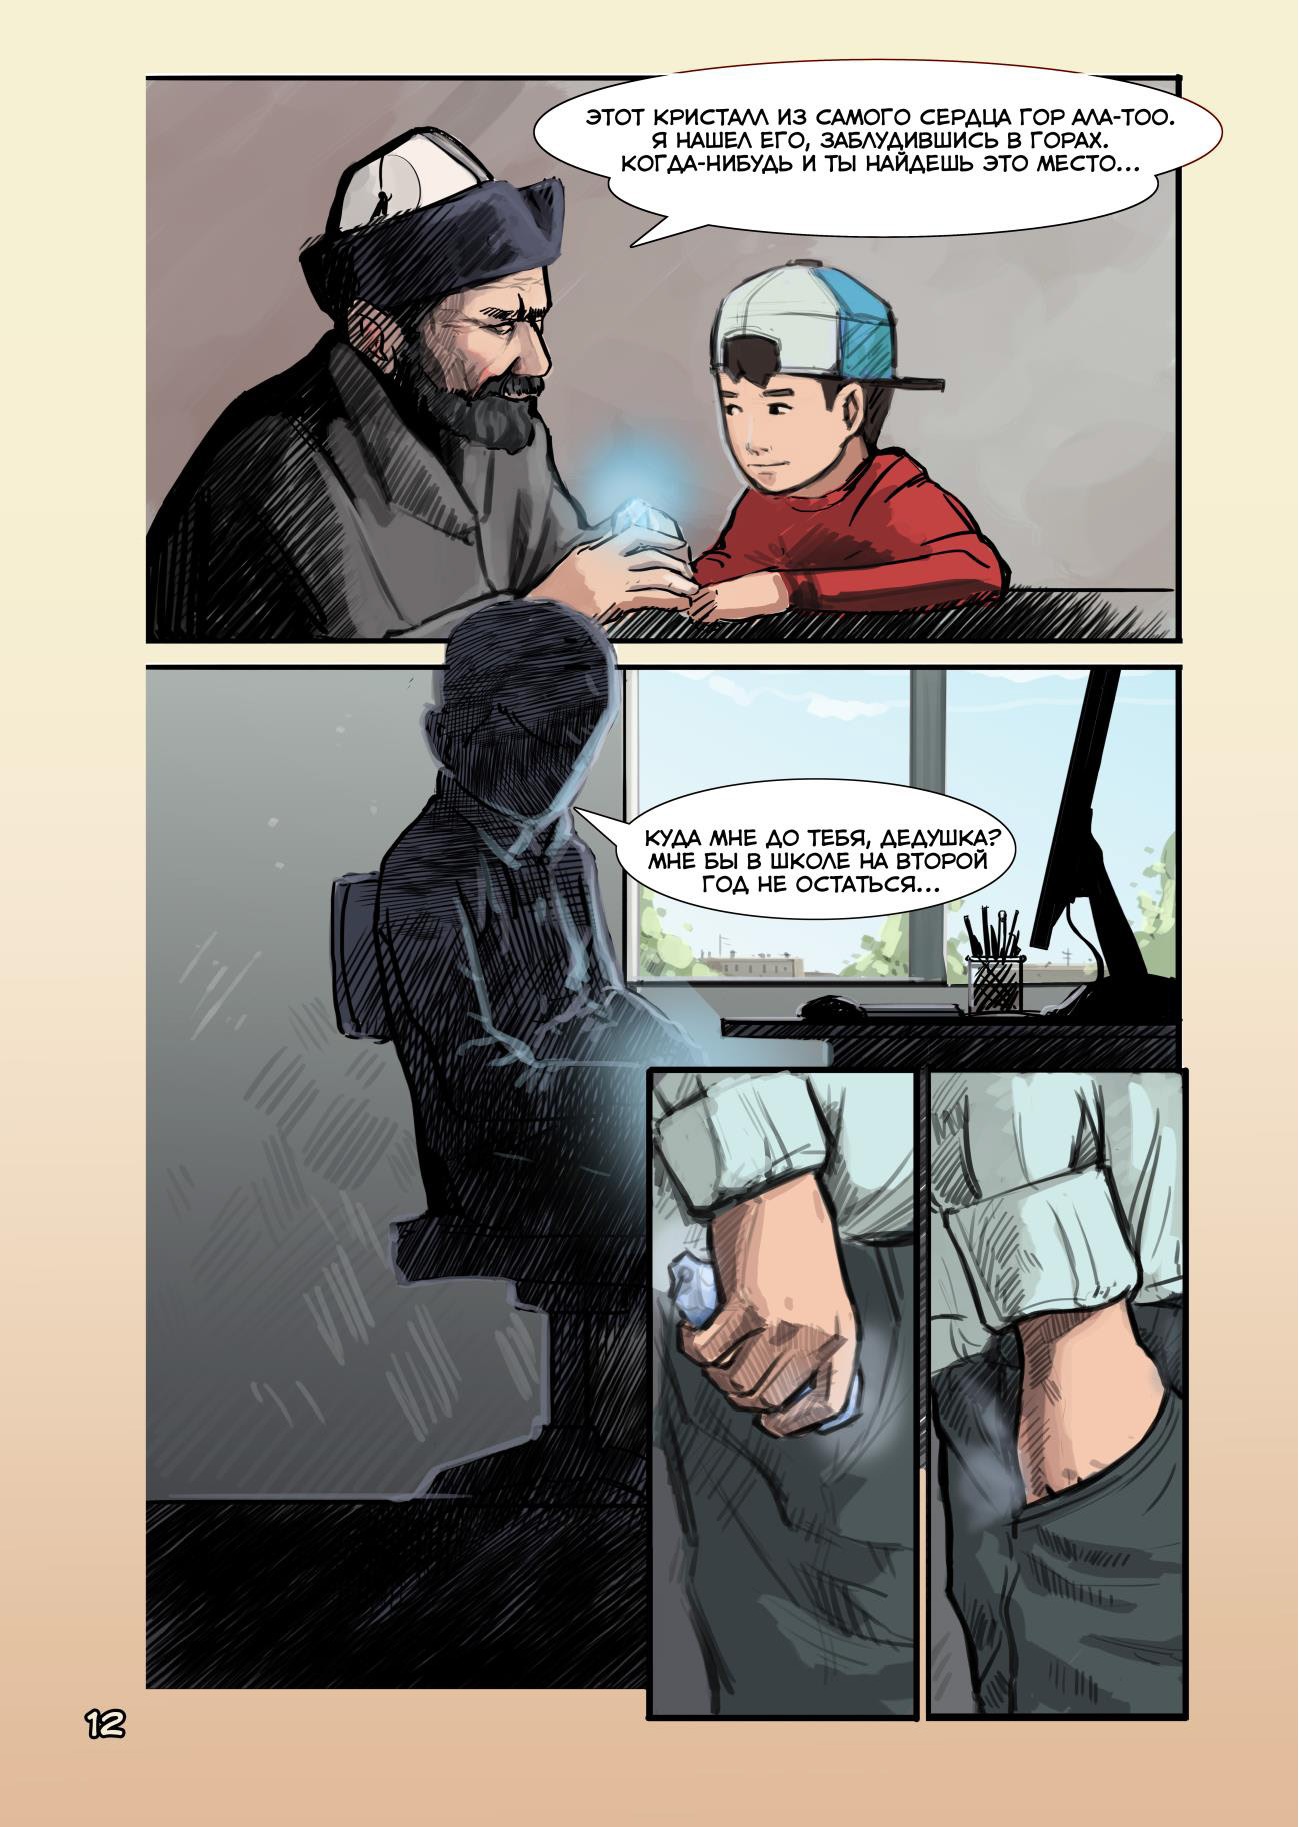 ЭТОТ КРИСТАЛЛ ИЗ САМОГО СЕРДЦА ГОР АЛА-ТОО.
Я НАШЕЛ ЕГО, ЗАБЛУДИВШИСЬ В ГОРАХ.
КОГДА-НИБУДЬ И ТЫ НАЙДЕШЬ ЭТО МЕСТО...
КУДА МНЕ ДО ТЕБЯ, ДЕДУШКА?
МНЕ БЫ В ШКОЛЕ НА ВТОРОЙ
ГОД НЕ ОСТАТЬСЯ...
12